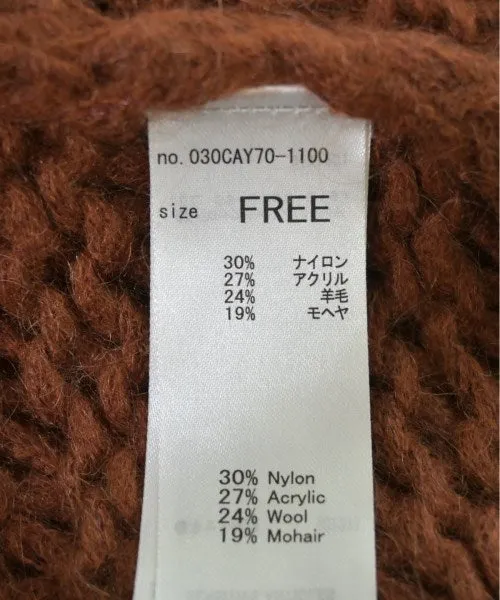 no. 030CAY70-1100
size FREE
30% ナイロン
27% アクリル
24% 羊毛
19% モヘヤ
30% Nylon
27% Acrylic
24% Wool
19% Mohair